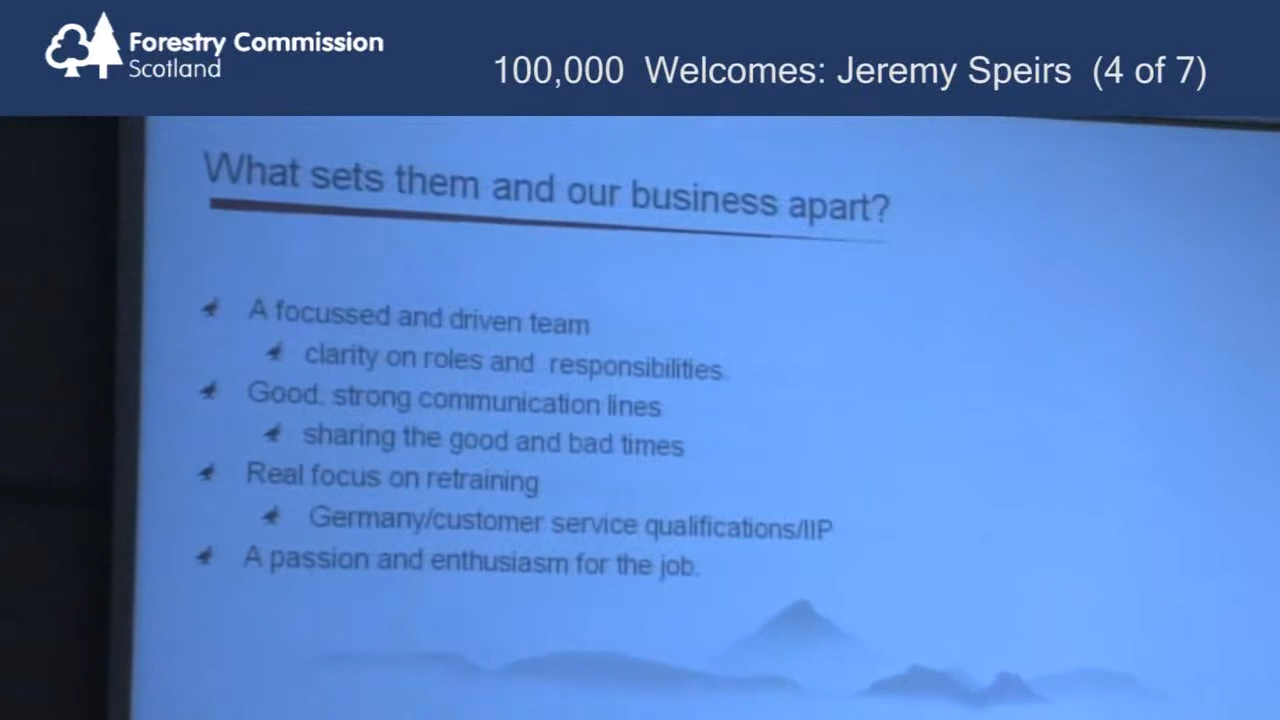 Forestry Commission
Scotland
100,000 Welcomes: Jeremy Speirs (4 of 7)
What sets them and our business apart?
A focussed and driven team
clarity on roles and responsibilities.
Good, strong communication lines
sharing the good and bad times
Real focus on retraining
Germany/customer service qualifications/IIP
A passion and enthusiasm for the job.